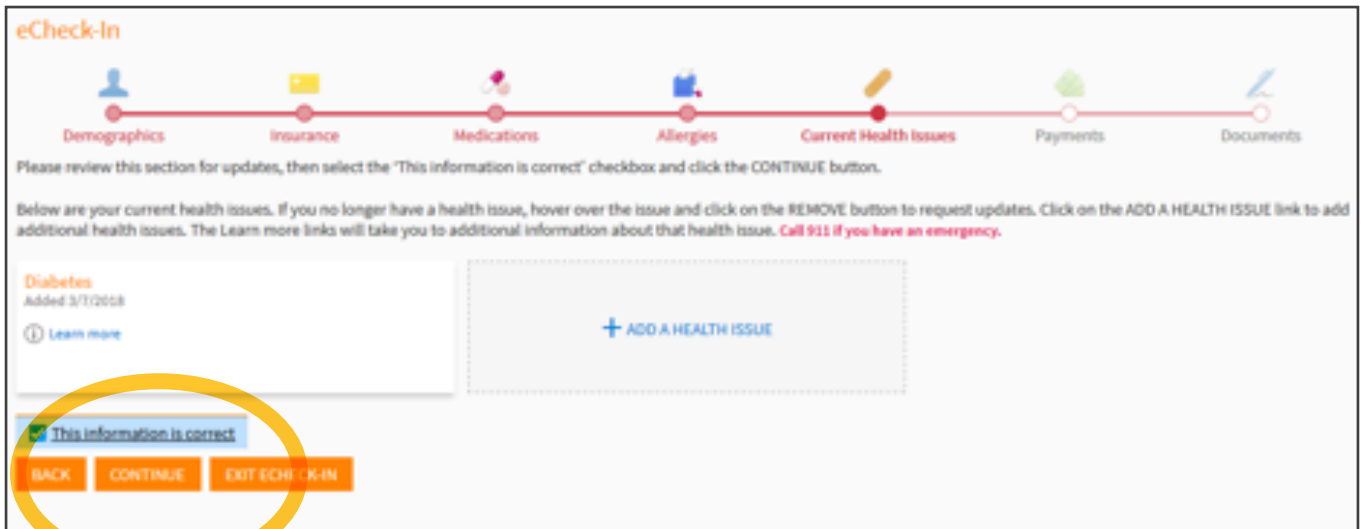 eCheck-In
Demographics Insurance Medications Allergies Current Health Issues Payments Documents
Please review this section for updates, then select the 'This information is correct' checkbox and click the CONTINUE button.
Below are your current health issues. If you no longer have a health issue, hover over the issue and click on the REMOVE button to request updates. Click on the ADD A HEALTH ISSUE link to add
additional health issues. The Learn more links will take you to additional information about that health issue. Call 911 if you have an emergency.
Diabetes
Added 3/7/2018
Learn more
+ ADD A HEALTH ISSUE
This information is correct
BACK CONTINUE EXIT ECHECK-IN